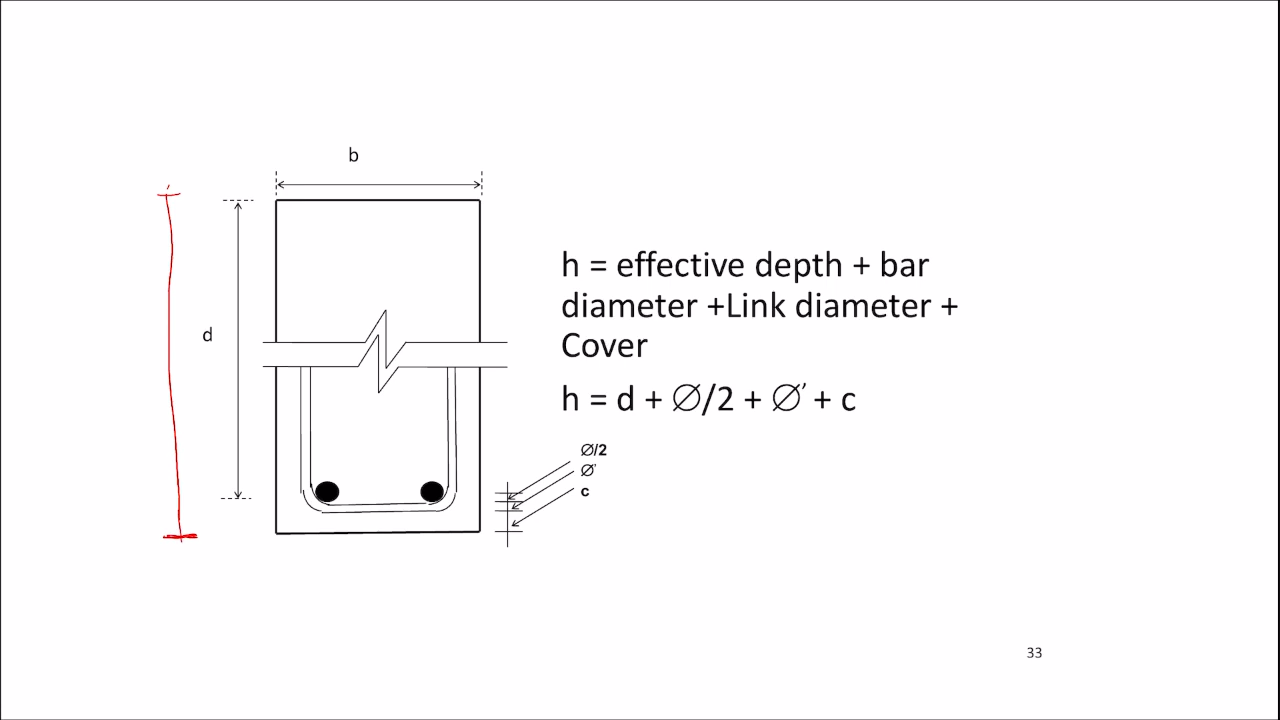 b
d
h = effective depth + bar
diameter +Link diameter +
Cover
h = d + ∅/2 + ∅’ + c
∅/2
∅’
c
33